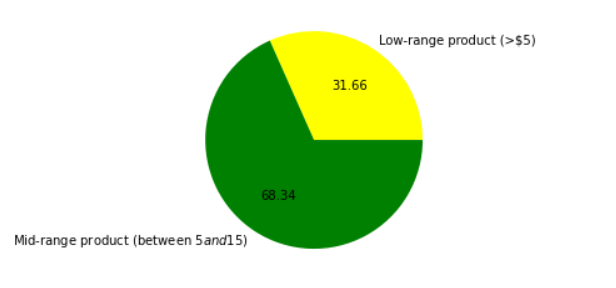 Low-range product (>$5)
31.66
68.34
Mid-range product (between 5and15)